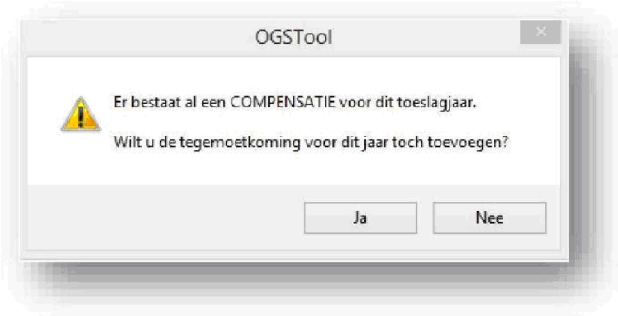 OGSTool
Er bestaat al een COMPENSATIE voor dit toeslagjaar.
Wilt u de tegemoetkoming voor dit jaar toch toevoegen?
Ja
Nee